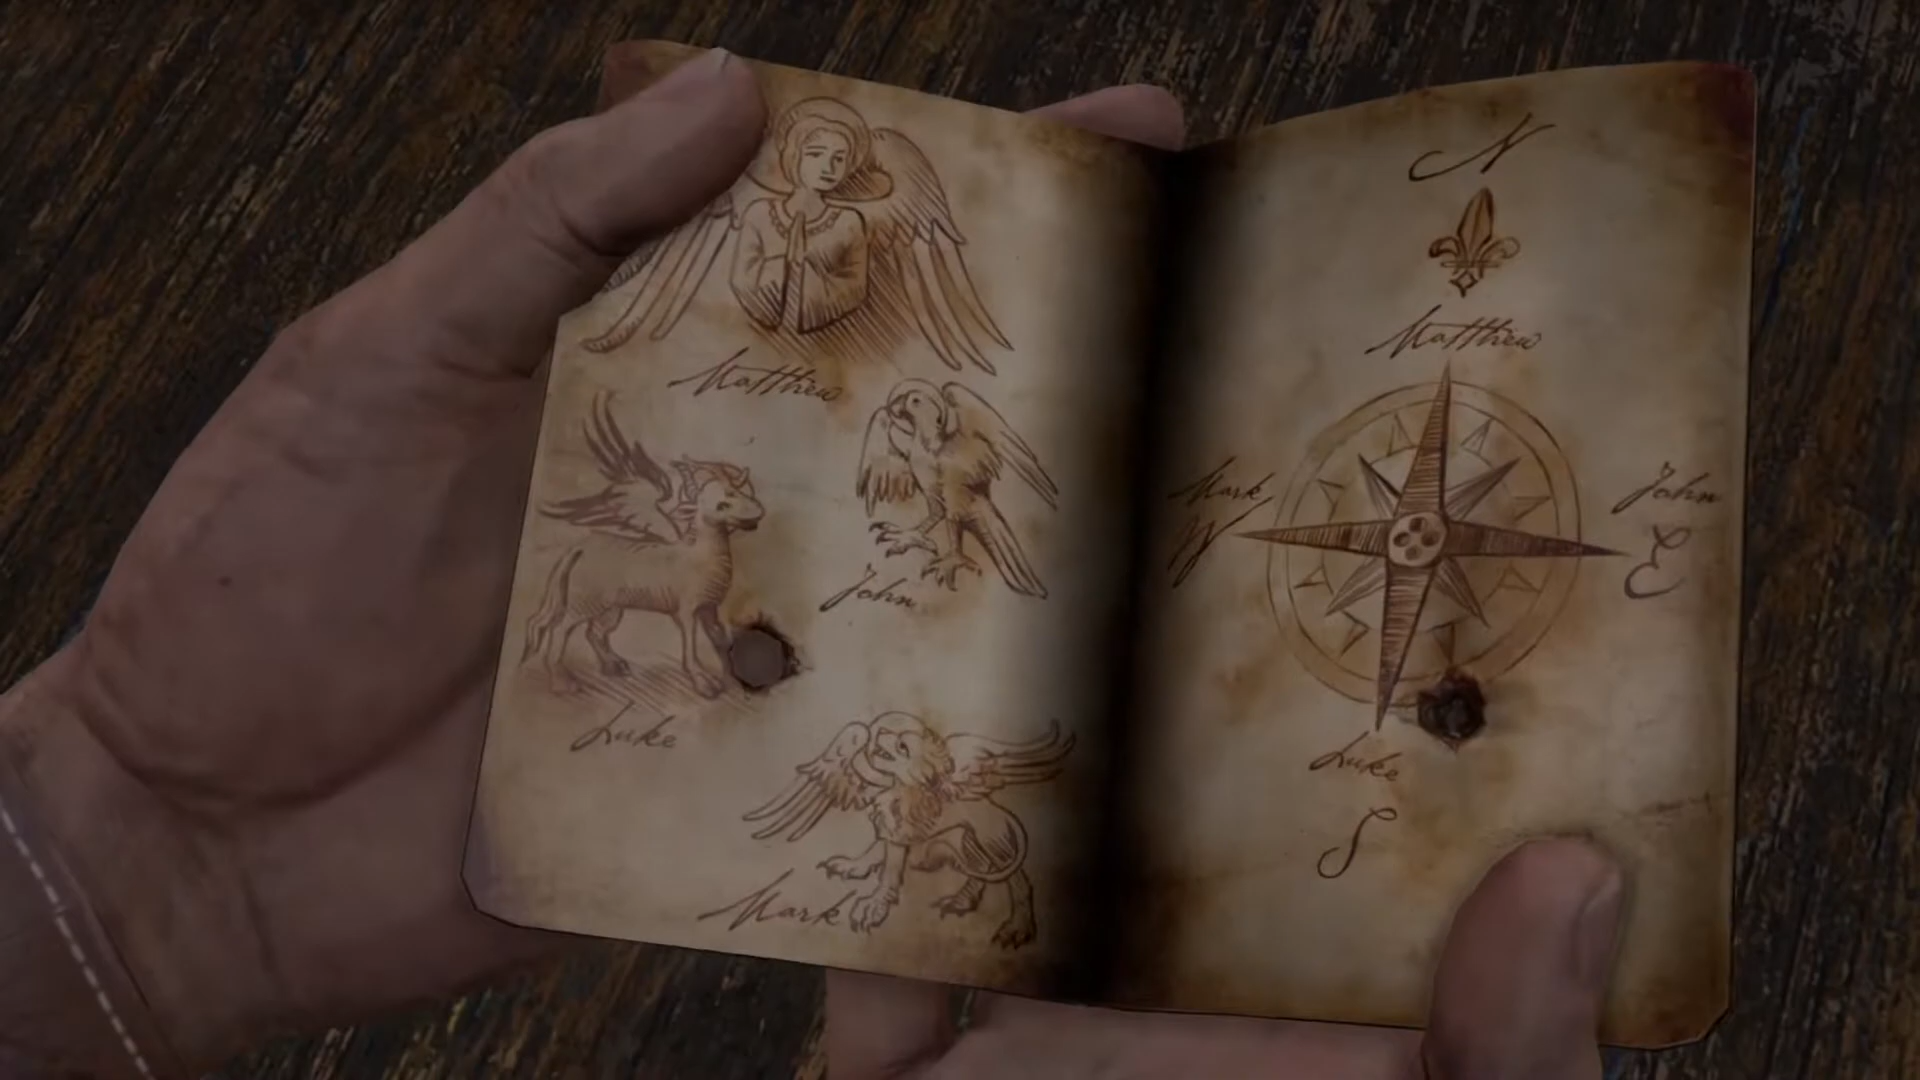 Matthew
John
Luke
Mark
N
Matthew
Mark
W
John
E
Luke
S